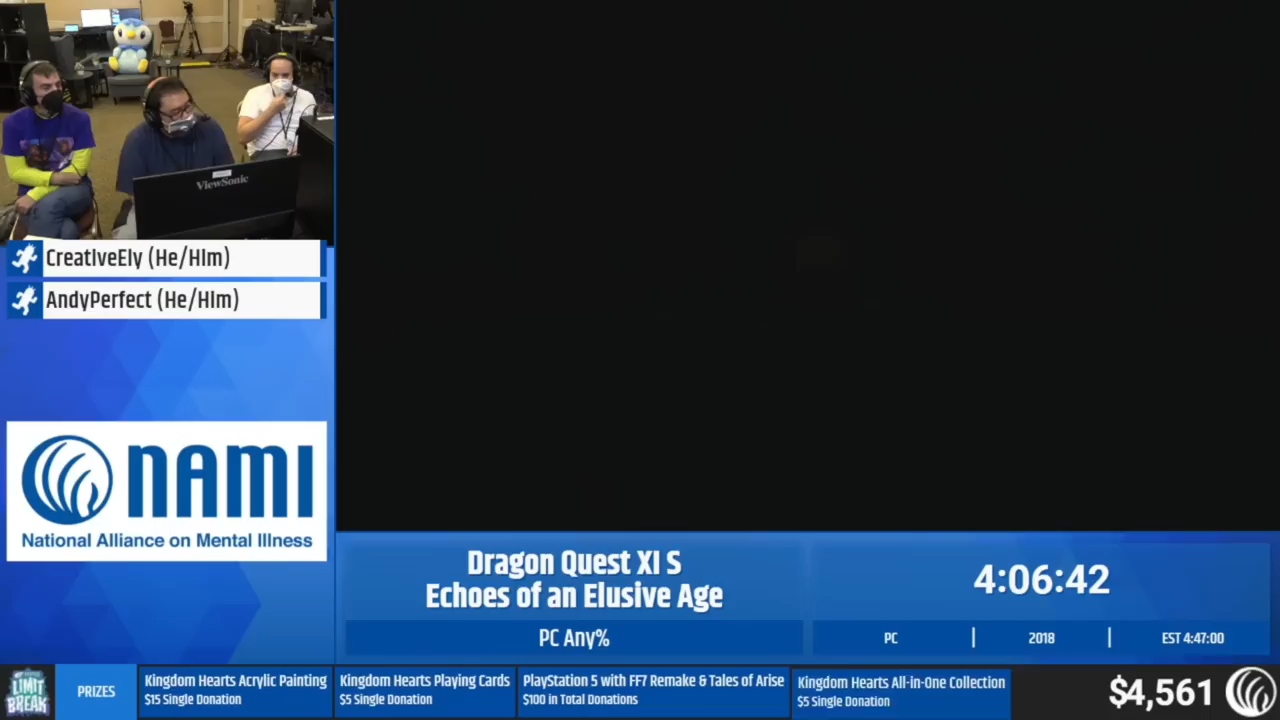 ViewSonic
CreativeEly (He/Him)
AndyPerfect (He/Him)
NAMI
National Alliance on Mental Illness
Dragon Quest XI S
Echoes of an Elusive Age
PC Any%
4:06:42
PC | 2018 | EST 4:47:00
LIMIT
BREAK
PRIZES
Kingdom Hearts Acrylic Painting
$15 Single Donation
Kingdom Hearts Playing Cards
$5 Single Donation
PlayStation 5 with FF7 Remake & Tales of Arise
$100 in Total Donations
Kingdom Hearts All-in-One Collection
$5 Single Donation
$4,561